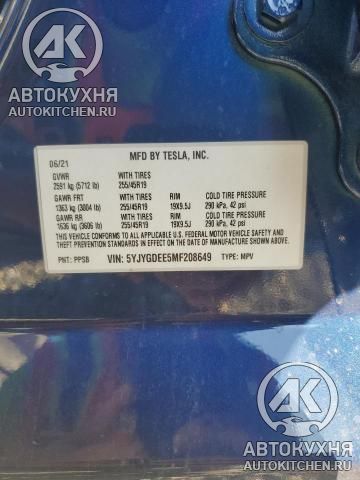 AK
АВТОКУХНЯ
AUTOKITCHEN.RU
MFD BY TESLA, INC.
06/21
GVWR WITH TIRES
2591 kg (5712 lb) 255/45R19
GAWR FRT WITH TIRES RIM COLD TIRE PRESSURE
1363 kg (3004 lb) 255/45R19 19X9.5J 290 kPa, 42 psi
GAWR RR WITH TIRES RIM COLD TIRE PRESSURE
1636 kg (3606 lb) 255/45R19 19X9.5J 290 kPa, 42 psi
THIS VEHICLE CONFORMS TO ALL APPLICABLE U.S. FEDERAL MOTOR VEHICLE
SAFETY, BUMPER, AND THEFT PREVENTION STANDARDS IN EFFECT ON THE
DATE OF MANUFACTURE SHOWN ABOVE.
PNT: PPSB VIN: 5YJYGDEE5MF208649 TYPE: MPV
AK
АВТОКУХНЯ
AUTOKITCHEN.RU